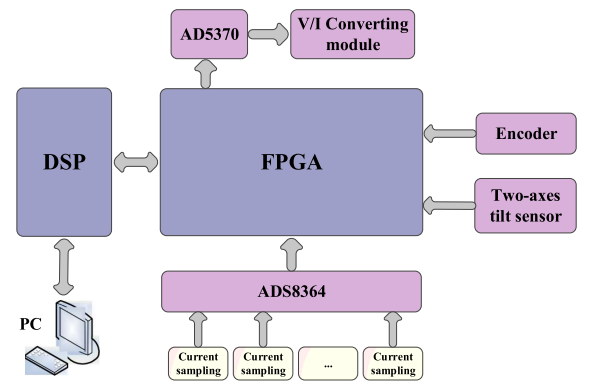 AD5370
V/I Converting
module
DSP
FPGA
Encoder
Two-axes
tilt sensor
ADS8364
PC
Current
sampling
Current
sampling
...
Current
sampling